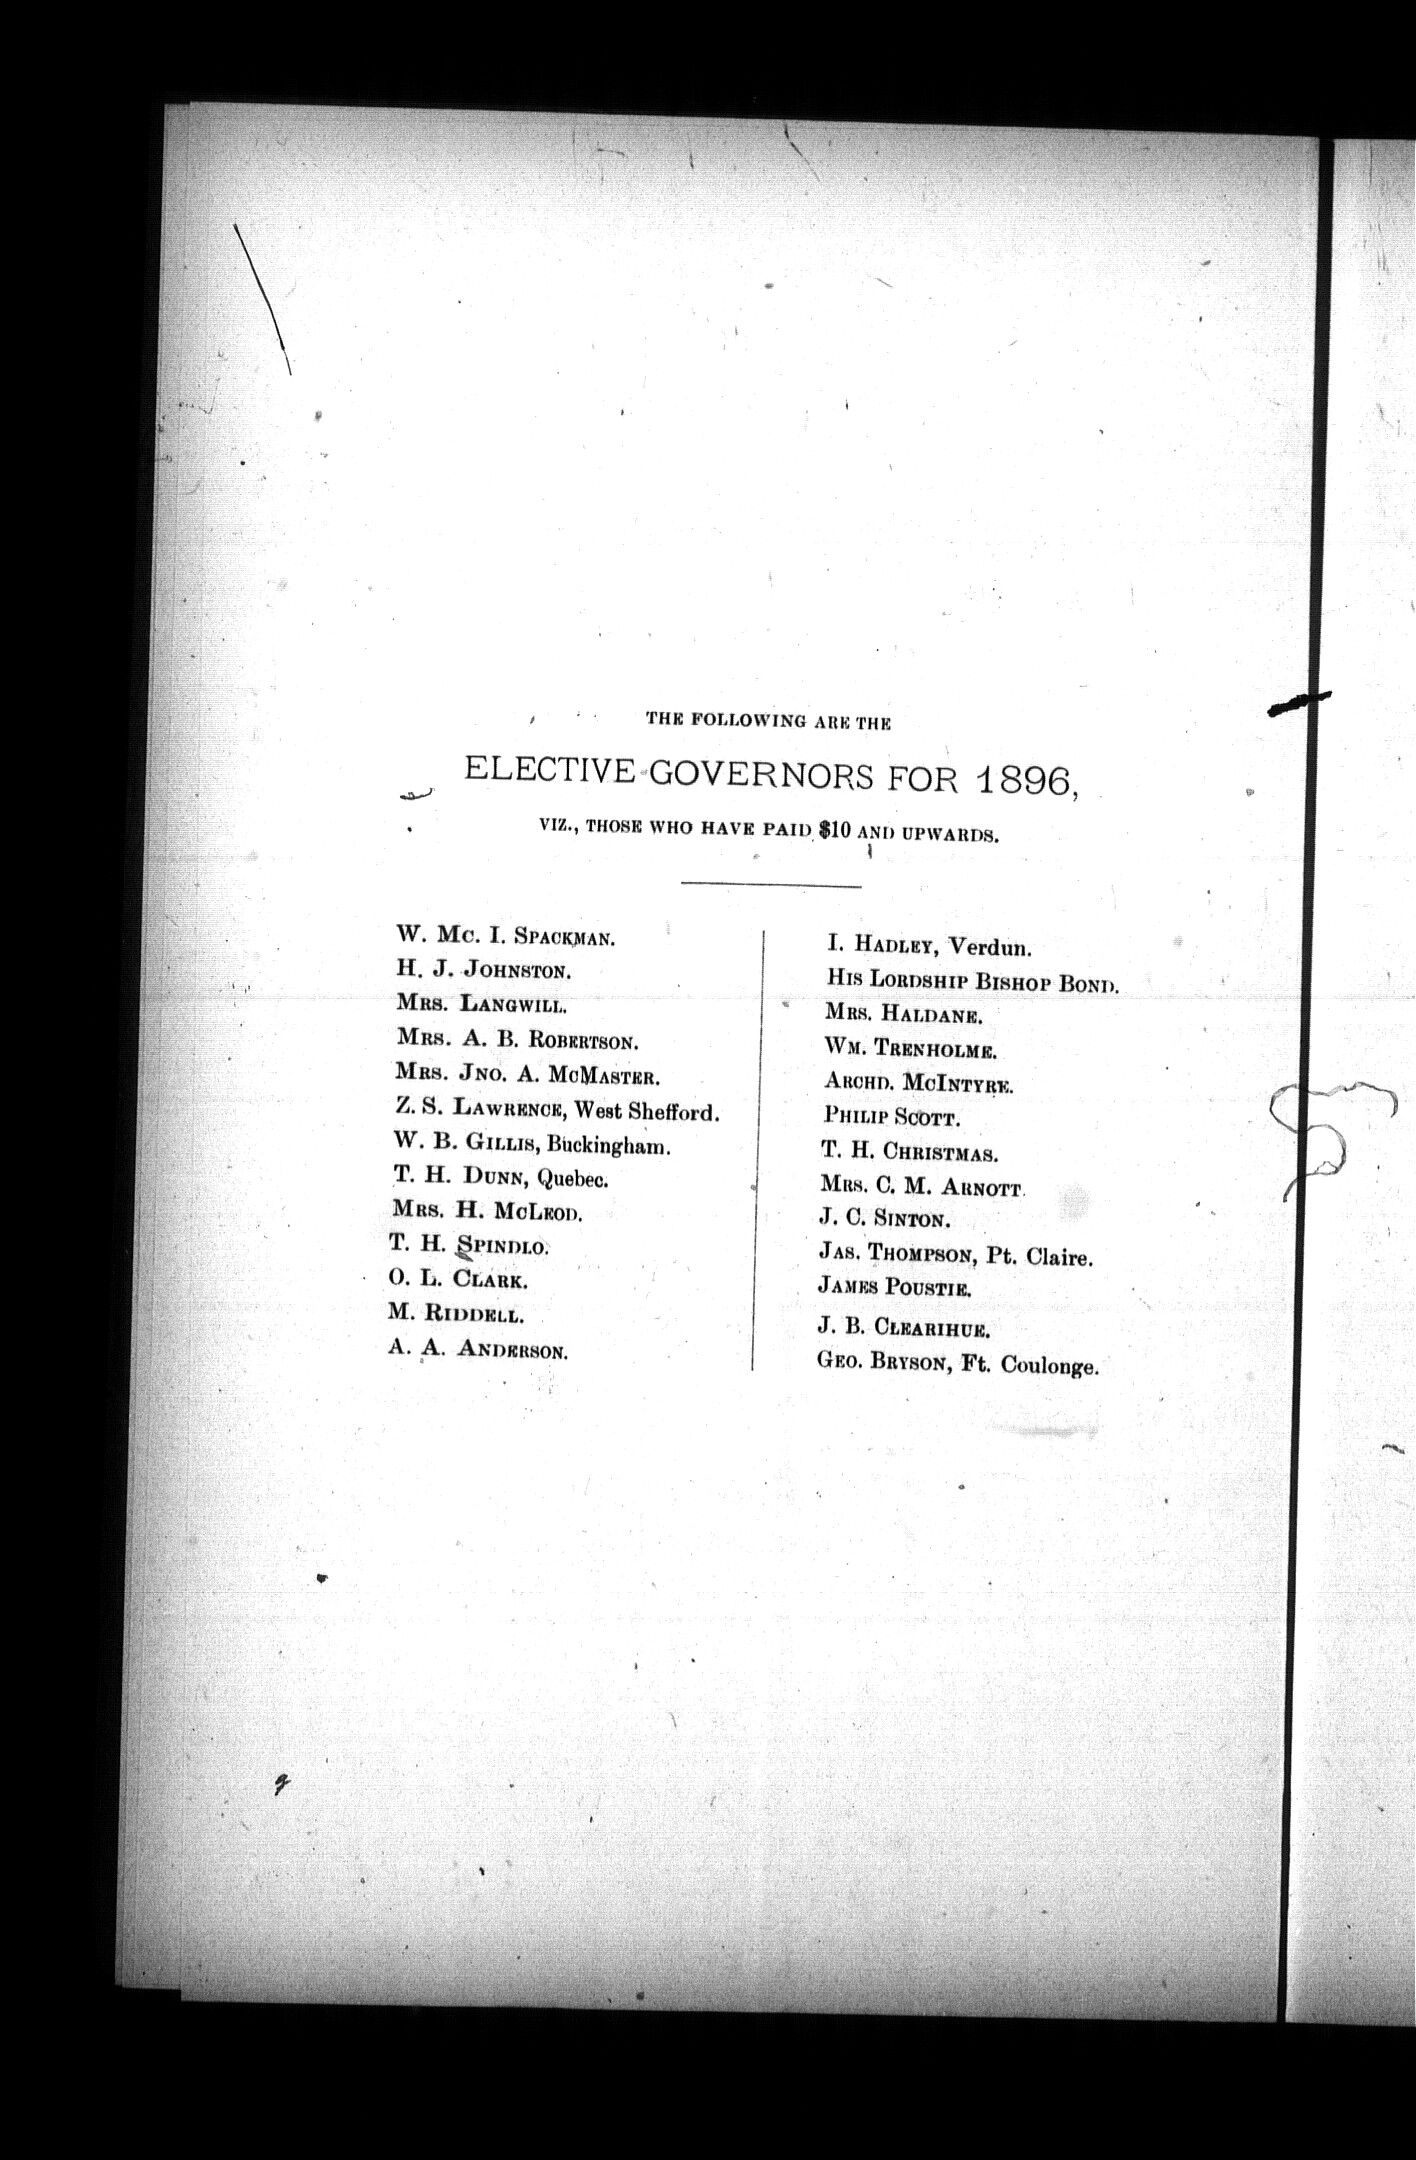 THE FOLLOWING ARE THE
ELECTIVE GOVERNORS FOR 1896,
VIZ., THOSE WHO HAVE PAID $10 AND UPWARDS.
W. MC. I. SPACKMAN.
H. J. JOHNSTON.
MRS. LANGWILL.
MRS. A. B. ROBERTSON.
MRS. JNO. A. MCMASTER.
Z. S. LAWRENCE, West Shefford.
W. B. GILLIS, Buckingham.
T. H. DUNN, Quebec.
MRS. H. MCLEOD.
T. H. SPINDLO.
O. L. CLARK.
M. RIDDELL.
A. A. ANDERSON.
I. HADLEY, Verdun.
HIS LORDSHIP BISHOP BOND.
MRS. HALDANE.
WM. TRENHOLME.
ARCHD. MCINTYRE.
PHILIP SCOTT.
T. H. CHRISTMAS.
MRS. C. M. ARNOTT.
J. C. SINTON.
JAS. THOMPSON, Pt. Claire.
JAMES POUSTIE.
J. B. CLEARIHUE.
GEO. BRYSON, Ft. Coulonge.